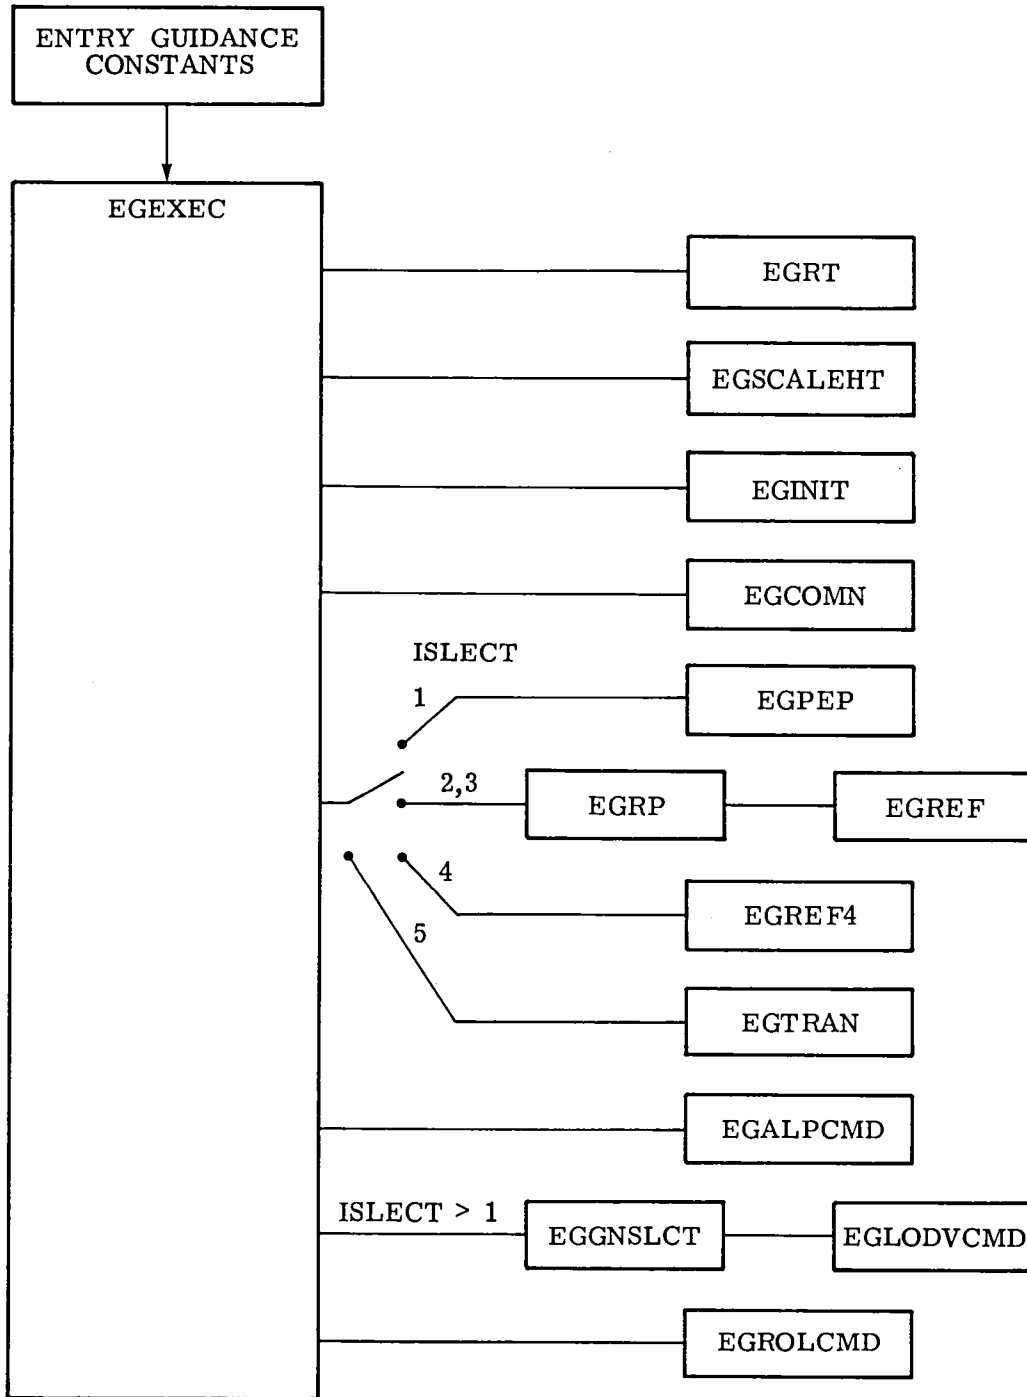 ENTRY GUIDANCE
CONSTANTS
EGEXEC
EGRT
EGSCALEHT
EGINIT
EGCOMN
ISLECT
1
EGPEP
2,3
EGRP
EGREF
4
EGREF4
5
EGTRAN
EGALPCMD
ISLECT > 1
EGGNSLCT
EGLODVCMD
EGROLCMD